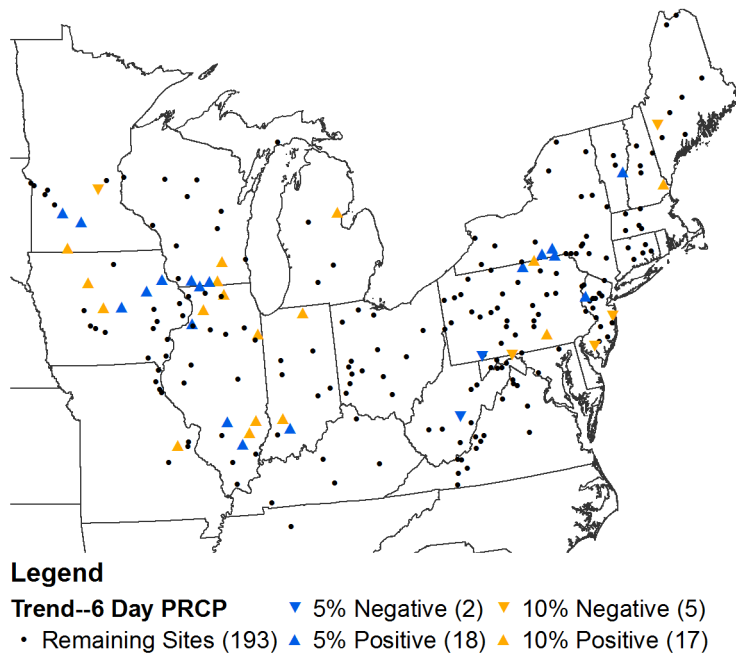 Legend
Trend--6 Day PRCP ▼ 5% Negative (2) ▼ 10% Negative (5)
• Remaining Sites (193) ▲ 5% Positive (18) ▲ 10% Positive (17)